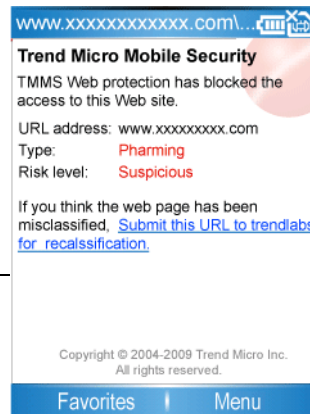 www.xxxxxxxxxxxx.com\...
Trend Micro Mobile Security
TMMS Web protection has blocked the
access to this Web site.
URL address: www.xxxxxxxxx.com
Type: Pharming
Risk level: Suspicious
If you think the web page has been
misclassified, Submit this URL to trendlabs
for recalssification.
Copyright © 2004-2009 Trend Micro Inc.
All rights reserved.
Favorites Menu